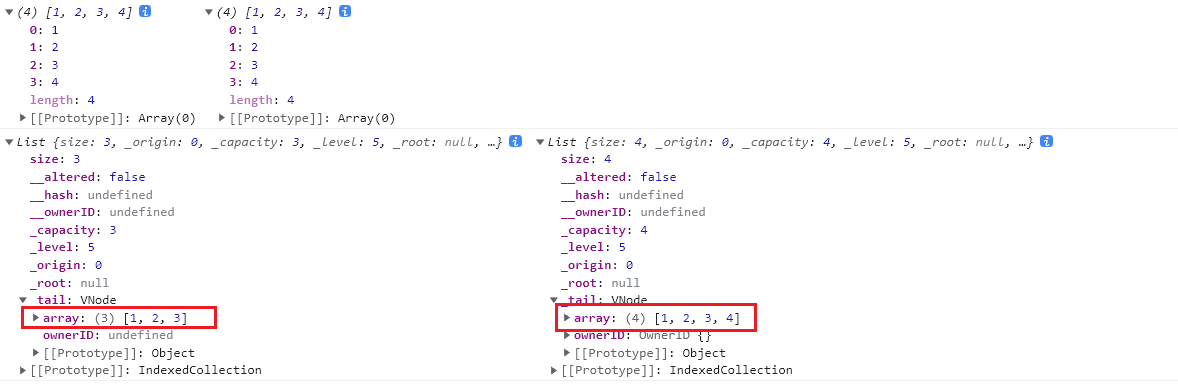 (4) [1, 2, 3, 4] i (4) [1, 2, 3, 4] i
0: 1 0: 1
1: 2 1: 2
2: 3 2: 3
3: 4 3: 4
length: 4 length: 4
[[Prototype]]: Array(0) [[Prototype]]: Array(0)
List {size: 3, _origin: 0, _capacity: 3, _level: 5, _root: null, …} i List {size: 4, _origin: 0, _capacity: 4, _level: 5, _root: null, …} i
size: 3 size: 4
__altered: false __altered: false
__hash: undefined __hash: undefined
__ownerID: undefined __ownerID: undefined
_capacity: 3 _capacity: 4
_level: 5 _level: 5
_origin: 0 _origin: 0
_root: null _root: null
_tail: VNode _tail: VNode
array: (3) [1, 2, 3] array: (4) [1, 2, 3, 4]
ownerID: undefined ownerID: OwnerID {}
[[Prototype]]: Object [[Prototype]]: Object
[[Prototype]]: IndexedCollection [[Prototype]]: IndexedCollection